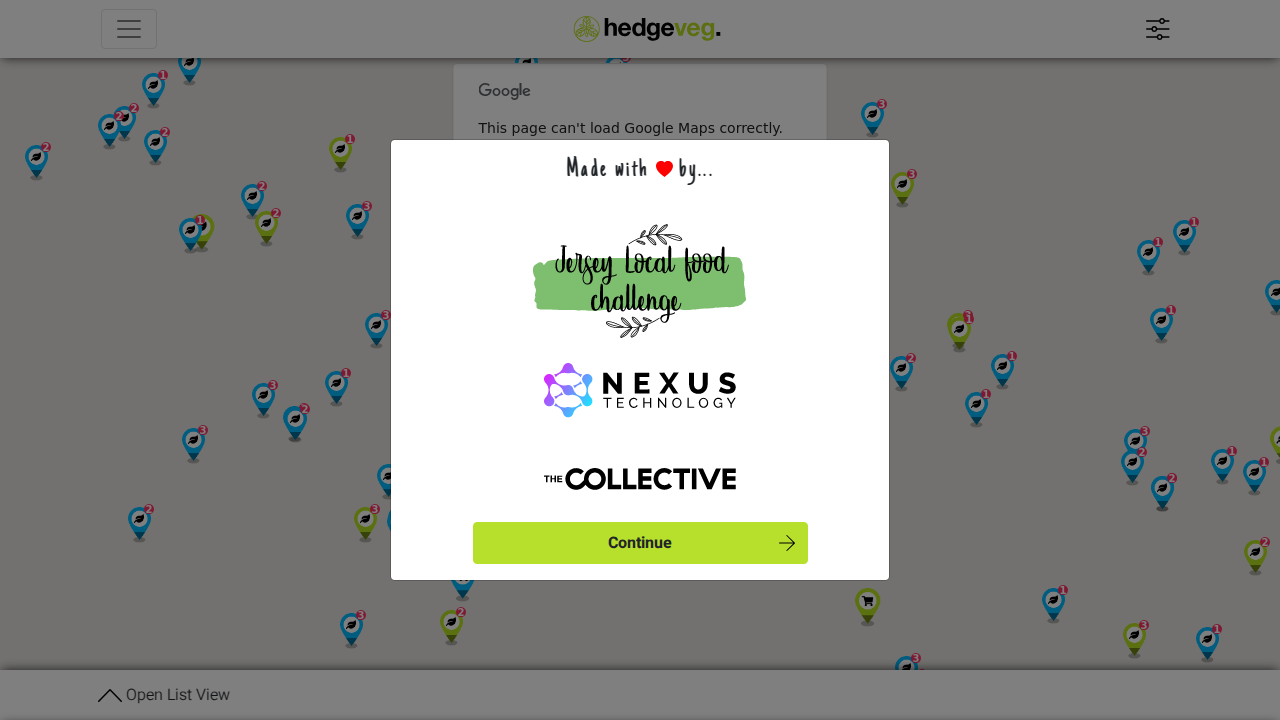 hedgeveg.
Google
This page can't load Google Maps correctly.
Made with by...
Jersey Local food
challenge
NEXUS
TECHNOLOGY
THE COLLECTIVE
Continue
Open List View